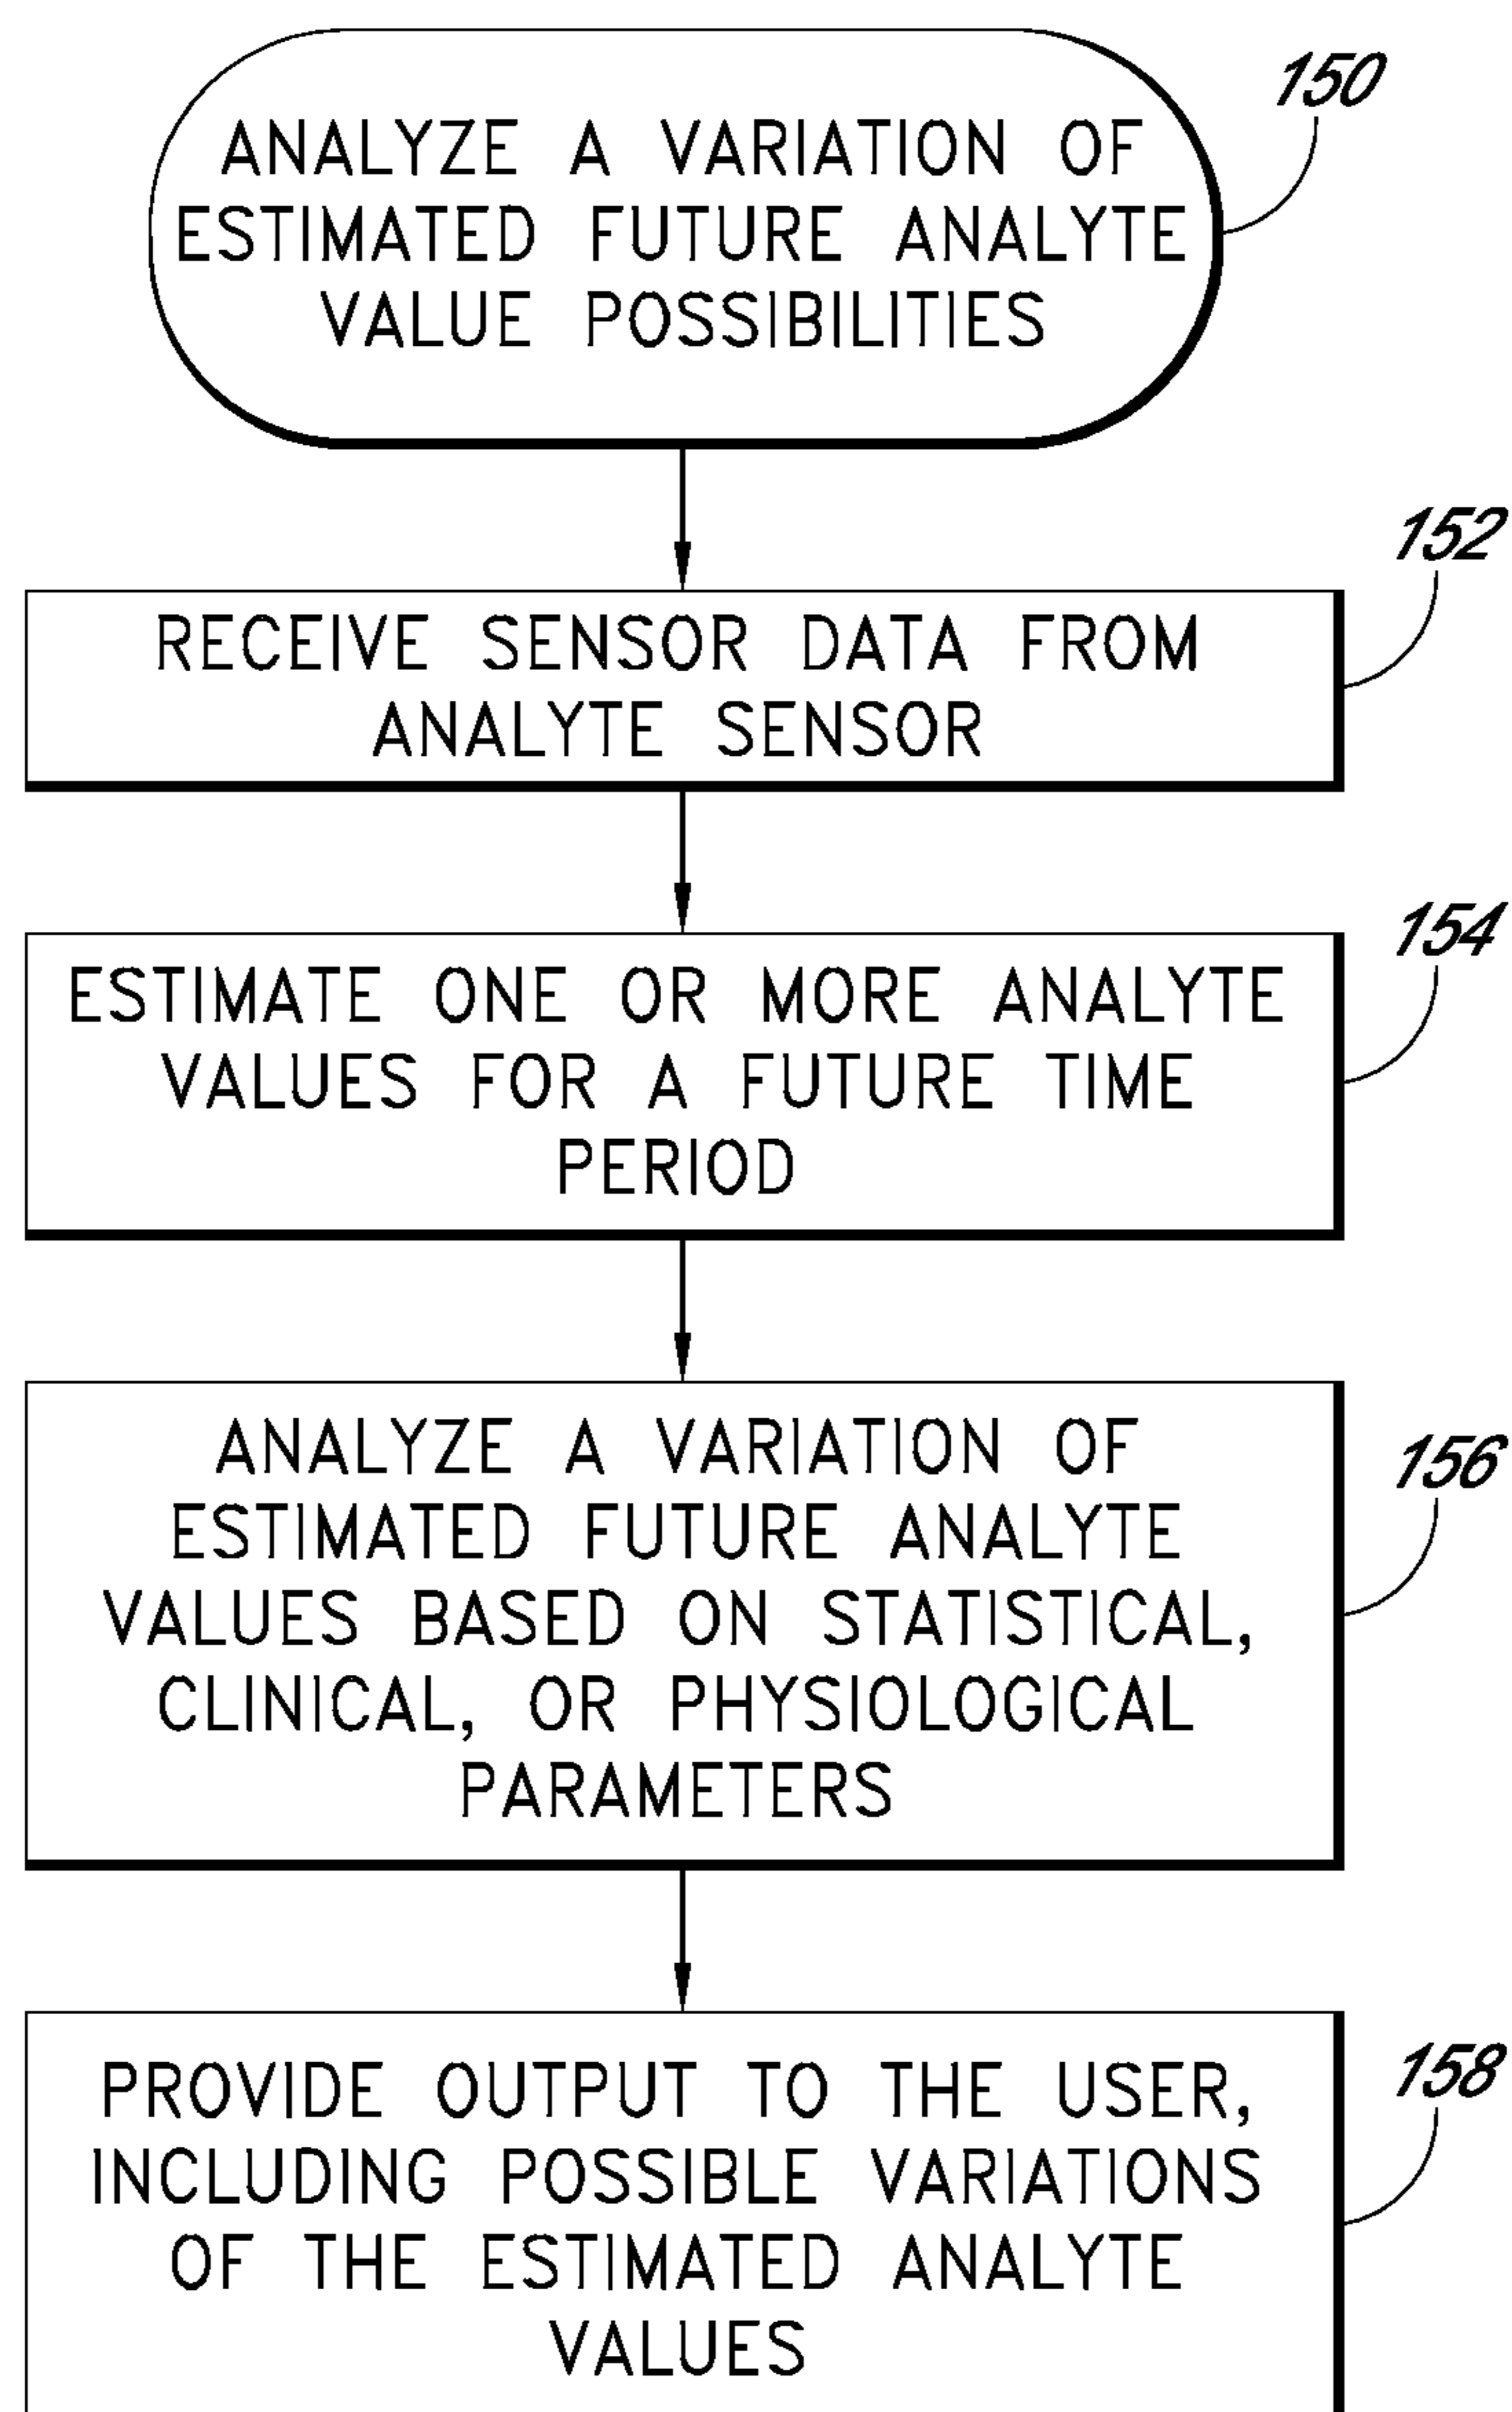 150
ANALYZE A VARIATION OF
ESTIMATED FUTURE ANALYTE
VALUE POSSIBILITIES
152
RECEIVE SENSOR DATA FROM
ANALYTE SENSOR
154
ESTIMATE ONE OR MORE ANALYTE
VALUES FOR A FUTURE TIME
PERIOD
156
ANALYZE A VARIATION OF
ESTIMATED FUTURE ANALYTE
VALUES BASED ON STATISTICAL,
CLINICAL, OR PHYSIOLOGICAL
PARAMETERS
158
PROVIDE OUTPUT TO THE USER,
INCLUDING POSSIBLE VARIATIONS
OF THE ESTIMATED ANALYTE
VALUES